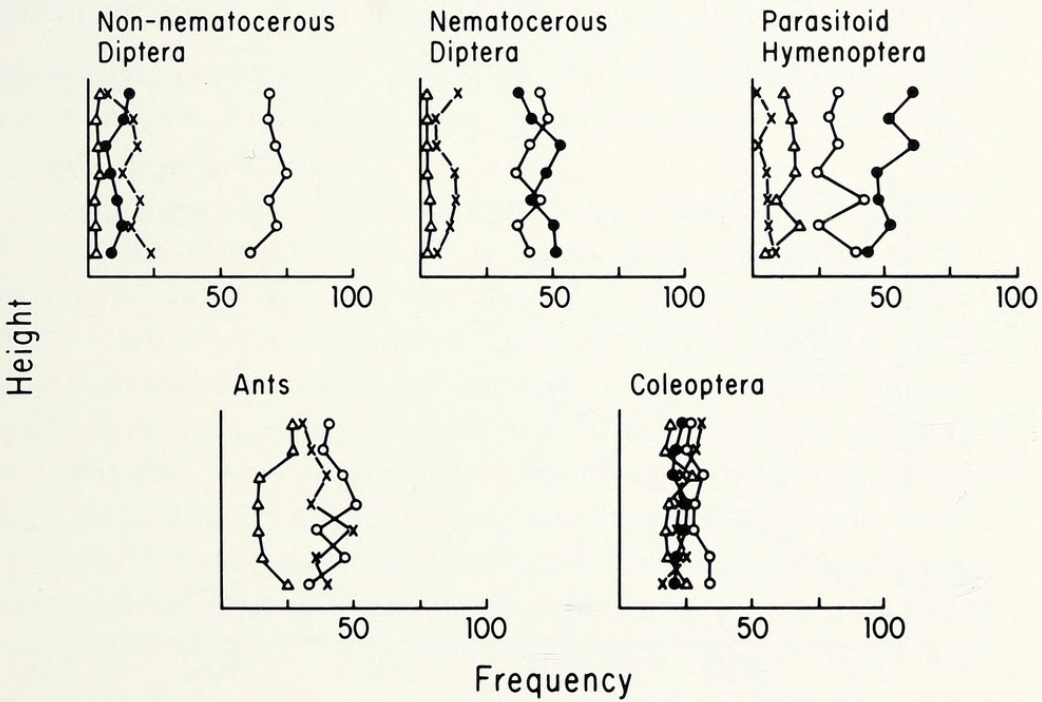 Non-nematocerous
Diptera
Nematocerous
Diptera
Parasitoid
Hymenoptera
50 100
50 100
50 100
Height
Ants
Coleoptera
50 100
50 100
Frequency